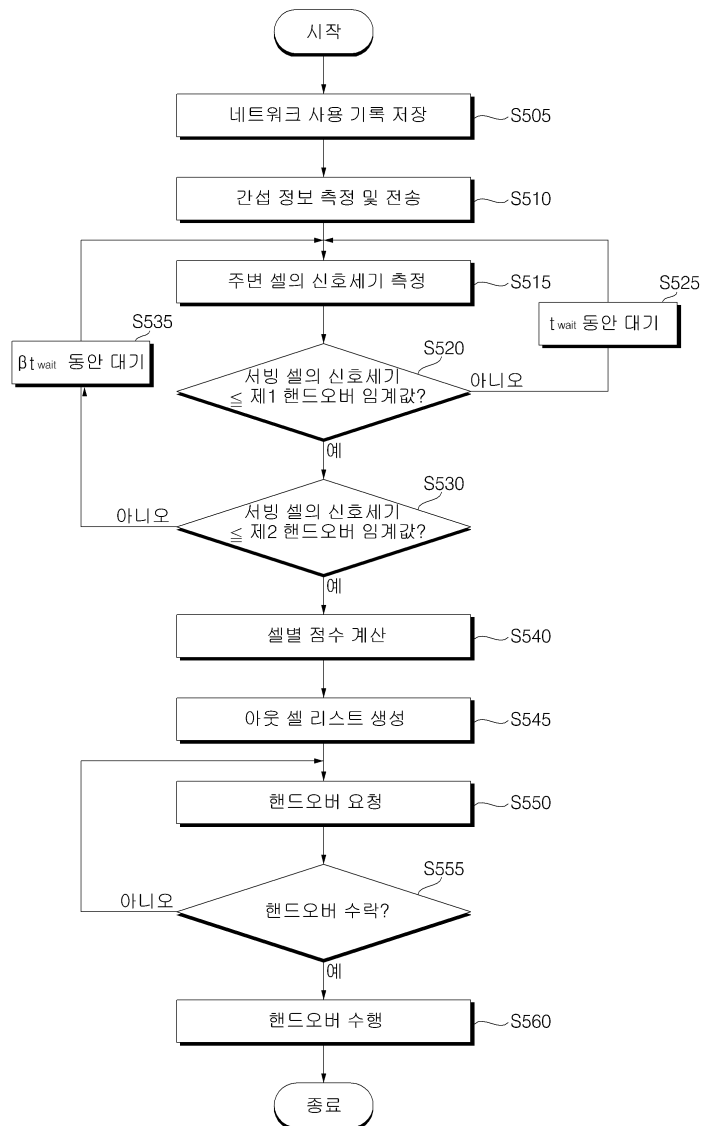 시작
네트워크 사용 기록 저장
S505
간섭 정보 측정 및 전송
S510
주변 셀의 신호세기 측정
S515
S525
twait 동안 대기
S535
βtwait 동안 대기
S520
서빙 셀의 신호세기
≦ 제1 핸드오버 임계값?
아니오
예
S530
서빙 셀의 신호세기
≦ 제2 핸드오버 임계값?
아니오
예
셀별 점수 계산
S540
아웃 셀 리스트 생성
S545
핸드오버 요청
S550
S555
핸드오버 수락?
아니오
예
핸드오버 수행
S560
종료